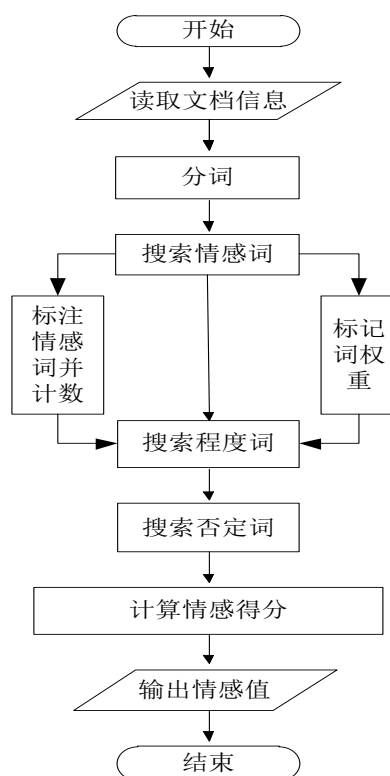 开始
读取文档信息
分词
搜索情感词
标注
情感
词并
计数
标记
词权
重
搜索程度词
搜索否定词
计算情感得分
输出情感值
结束